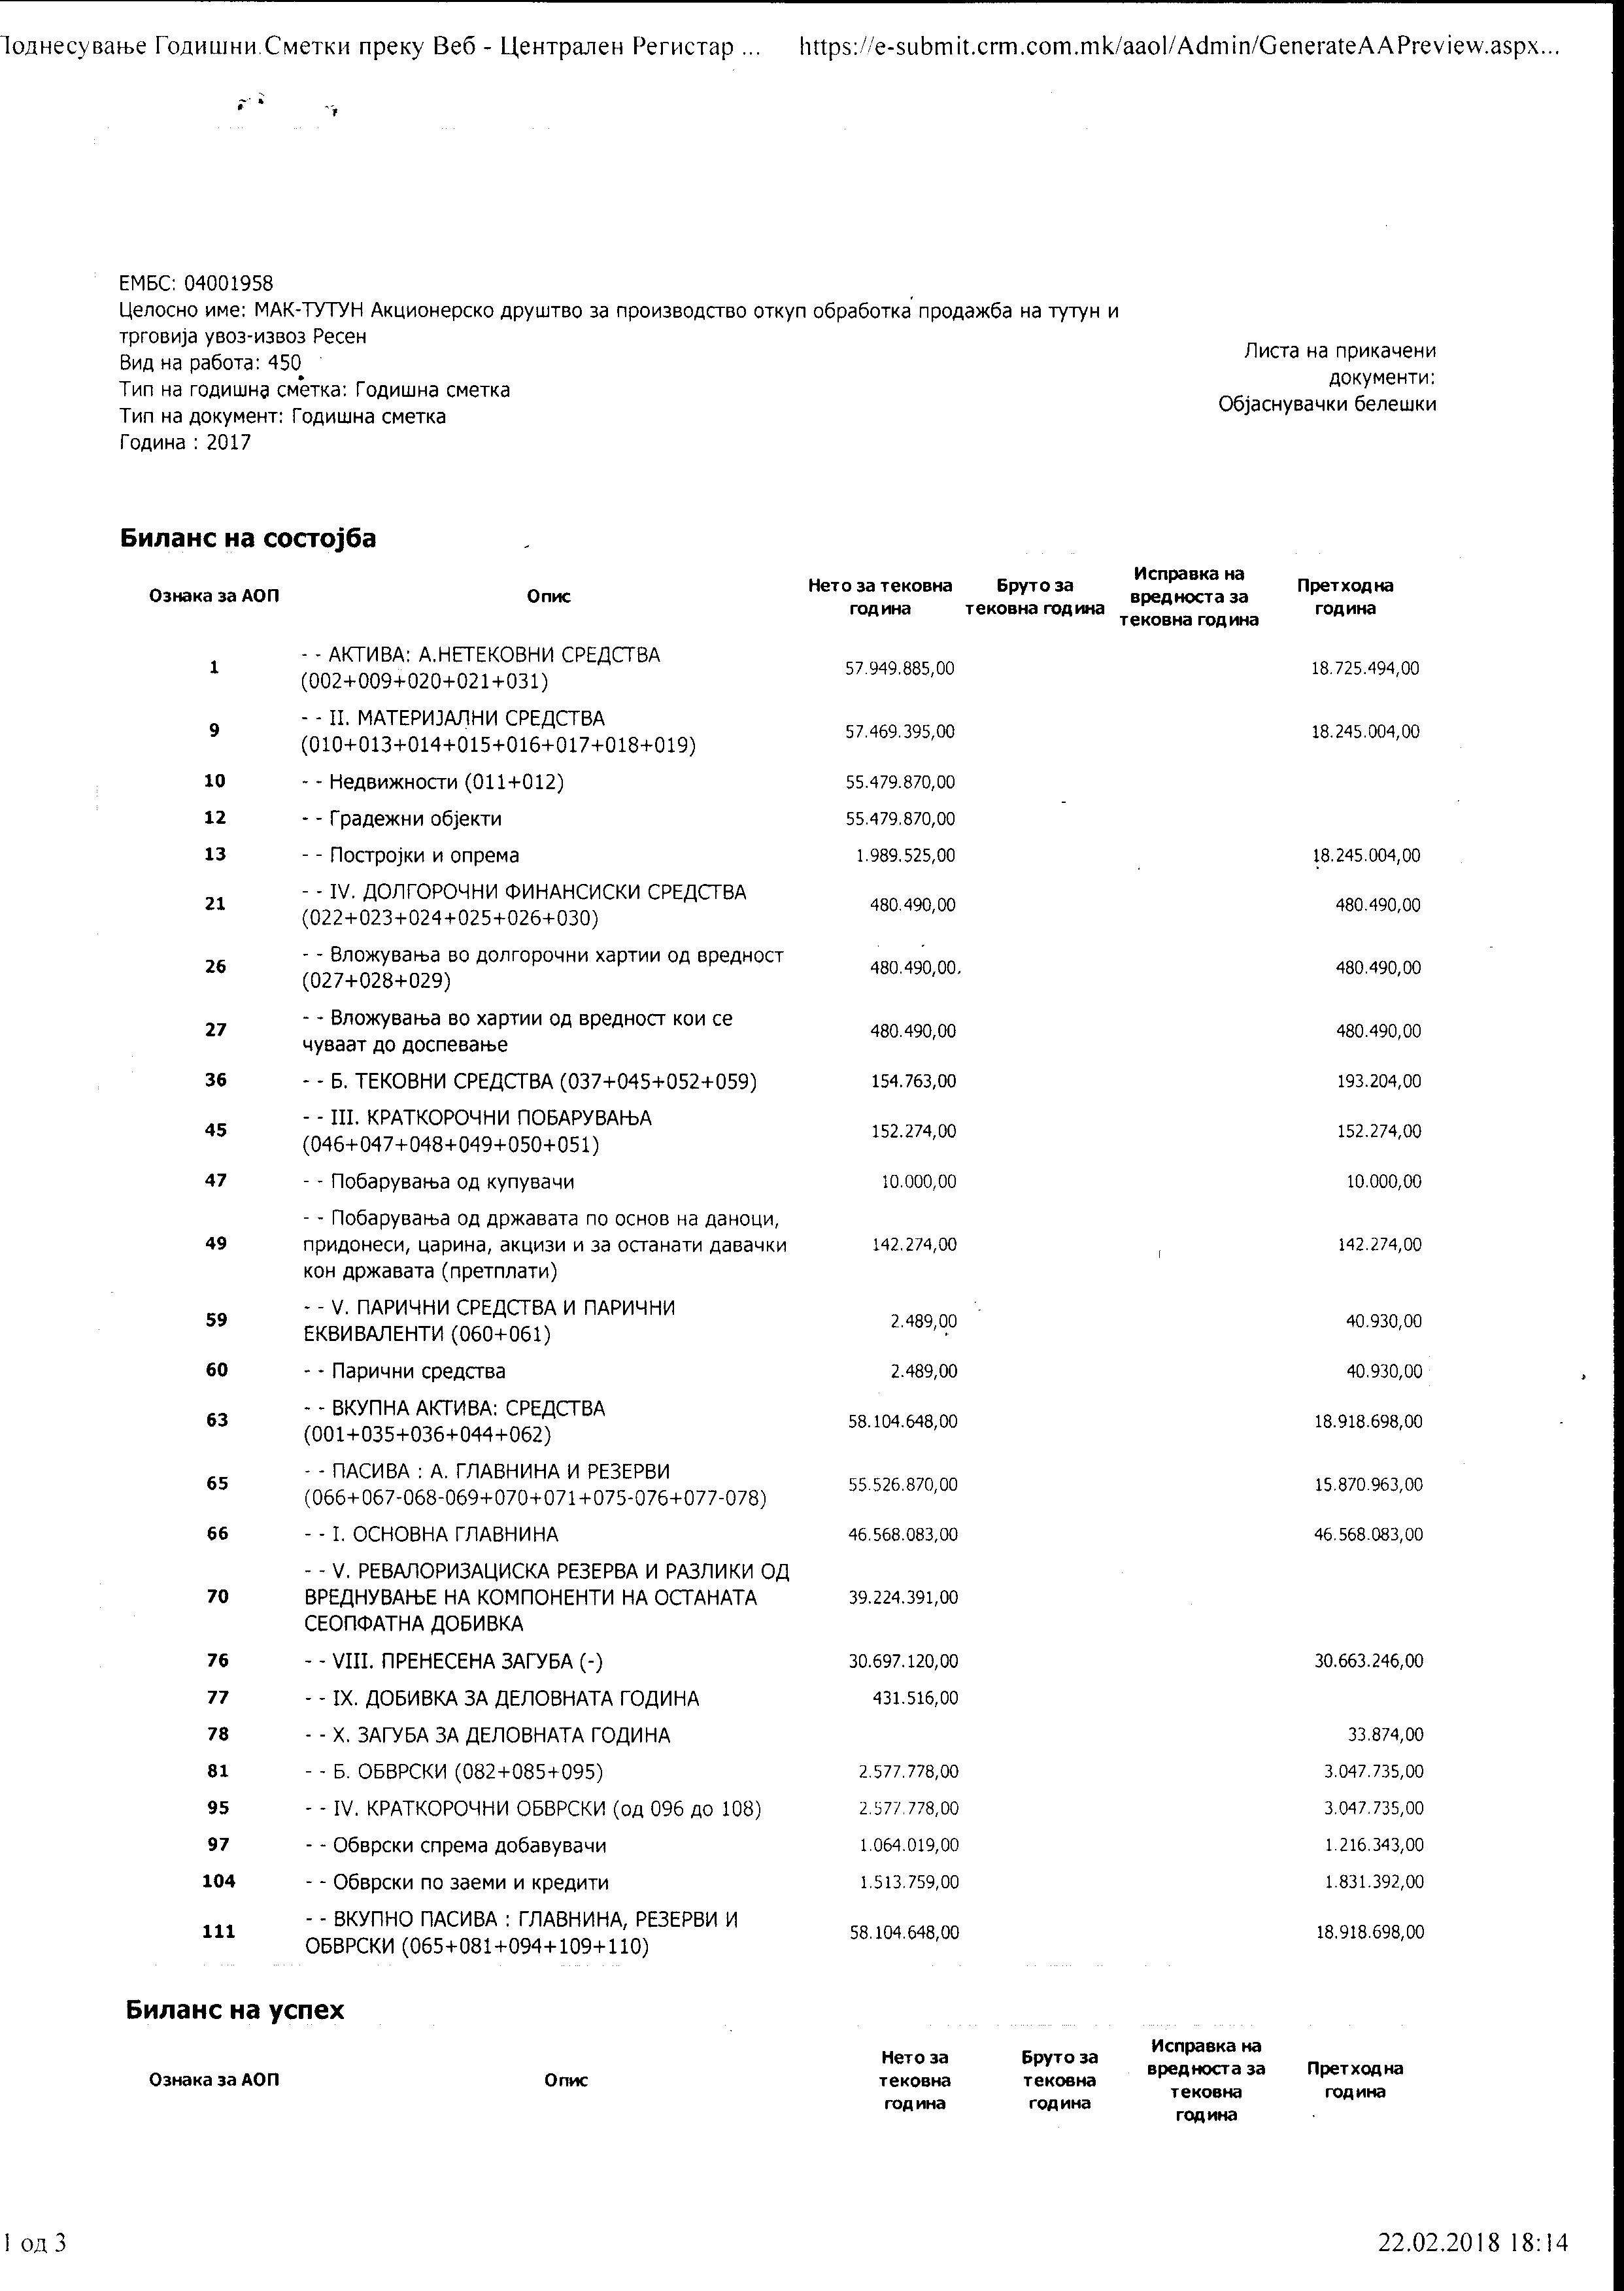 Поднесување Годишни Сметки преку Веб - Централен Регистар ... https://e-submit.crm.com.mk/aaol/Admin/GenerateAAPreview.aspx...
ЕМБС: 04001958
Целосно име: МАК-ТУТУН Акционерско друштво за производство откуп обработка продажба на тутун и
трговија увоз-извоз Ресен
Вид на работа: 450
Тип на годишна сметка: Годишна сметка
Тип на документ: Годишна сметка
Година : 2017
Листа на прикачени
документи:
Објаснувачки белешки
Биланс на состојба
Ознака за АОП Опис Нето за тековна година Бруто за тековна година Исправка на вредноста за тековна година Претходна година
1 - - АКТИВА: А.НЕТЕКОВНИ СРЕДСТВА
(002+009+020+021+031) 57.949.885,00 18.725.494,00
9 - - II. МАТЕРИЈАЛНИ СРЕДСТВА
(010+013+014+015+016+017+018+019) 57.469.395,00 18.245.004,00
10 - - Недвижности (011+012) 55.479.870,00
12 - - Градежни објекти 55.479.870,00
13 - - Постројки и опрема 1.989.525,00 18.245.004,00
21 - - IV. ДОЛГОРОЧНИ ФИНАНСИСКИ СРЕДСТВА
(022+023+024+025+026+030) 480.490,00 480.490,00
26 - - Вложувања во долгорочни хартии од вредност
(027+028+029) 480.490,00 480.490,00
27 - - Вложувања во хартии од вредност кои се
чуваат до доспевање 480.490,00 480.490,00
36 - - Б. ТЕКОВНИ СРЕДСТВА (037+045+052+059) 154.763,00 193.204,00
45 - - III. КРАТКОРОЧНИ ПОБАРУВАЊА
(046+047+048+049+050+051) 152.274,00 152.274,00
47 - - Побарувања од купувачи 10.000,00 10.000,00
49 - - Побарувања од државата по основ на даноци,
придонеси, царина, акцизи и за останати давачки
кон државата (претплати) 142.274,00 142.274,00
59 - - V. ПАРИЧНИ СРЕДСТВА И ПАРИЧНИ
ЕКВИВАЛЕНТИ (060+061) 2.489,00 40.930,00
60 - - Парични средства 2.489,00 40.930,00
63 - - ВКУПНА АКТИВА: СРЕДСТВА
(001+035+036+044+062) 58.104.648,00 18.918.698,00
65 - - ПАСИВА : А. ГЛАВНИНА И РЕЗЕРВИ
(066+067-068-069+070+071+075-076+077-078) 55.526.870,00 15.870.963,00
66 - - I. ОСНОВНА ГЛАВНИНА 46.568.083,00 46.568.083,00
70 - - V. РЕВАЛОРИЗАЦИСКА РЕЗЕРВА И РАЗЛИКИ ОД
ВРЕДНУВАЊЕ НА КОМПОНЕНТИ НА ОСТАНАТА
СЕОПФАТНА ДОБИВКА 39.224.391,00
76 - - VIII. ПРЕНЕСЕНА ЗАГУБА (-) 30.697.120,00 30.663.246,00
77 - - IX. ДОБИВКА ЗА ДЕЛОВНАТА ГОДИНА 431.516,00
78 - - X. ЗАГУБА ЗА ДЕЛОВНАТА ГОДИНА 33.874,00
81 - - Б. ОБВРСКИ (082+085+095) 2.577.778,00 3.047.735,00
95 - - IV. КРАТКОРОЧНИ ОБВРСКИ (од 096 до 108) 2.577.778,00 3.047.735,00
97 - - Обврски спрема добавувачи 1.064.019,00 1.216.343,00
104 - - Обврски по заеми и кредити 1.513.759,00 1.831.392,00
111 - - ВКУПНО ПАСИВА : ГЛАВНИНА, РЕЗЕРВИ И
ОБВРСКИ (065+081+094+109+110) 58.104.648,00 18.918.698,00
Биланс на успех
Ознака за АОП Опис Нето за тековна година Бруто за тековна година Исправка на вредноста за тековна година Претходна година
1 од 3 22.02.2018 18:14